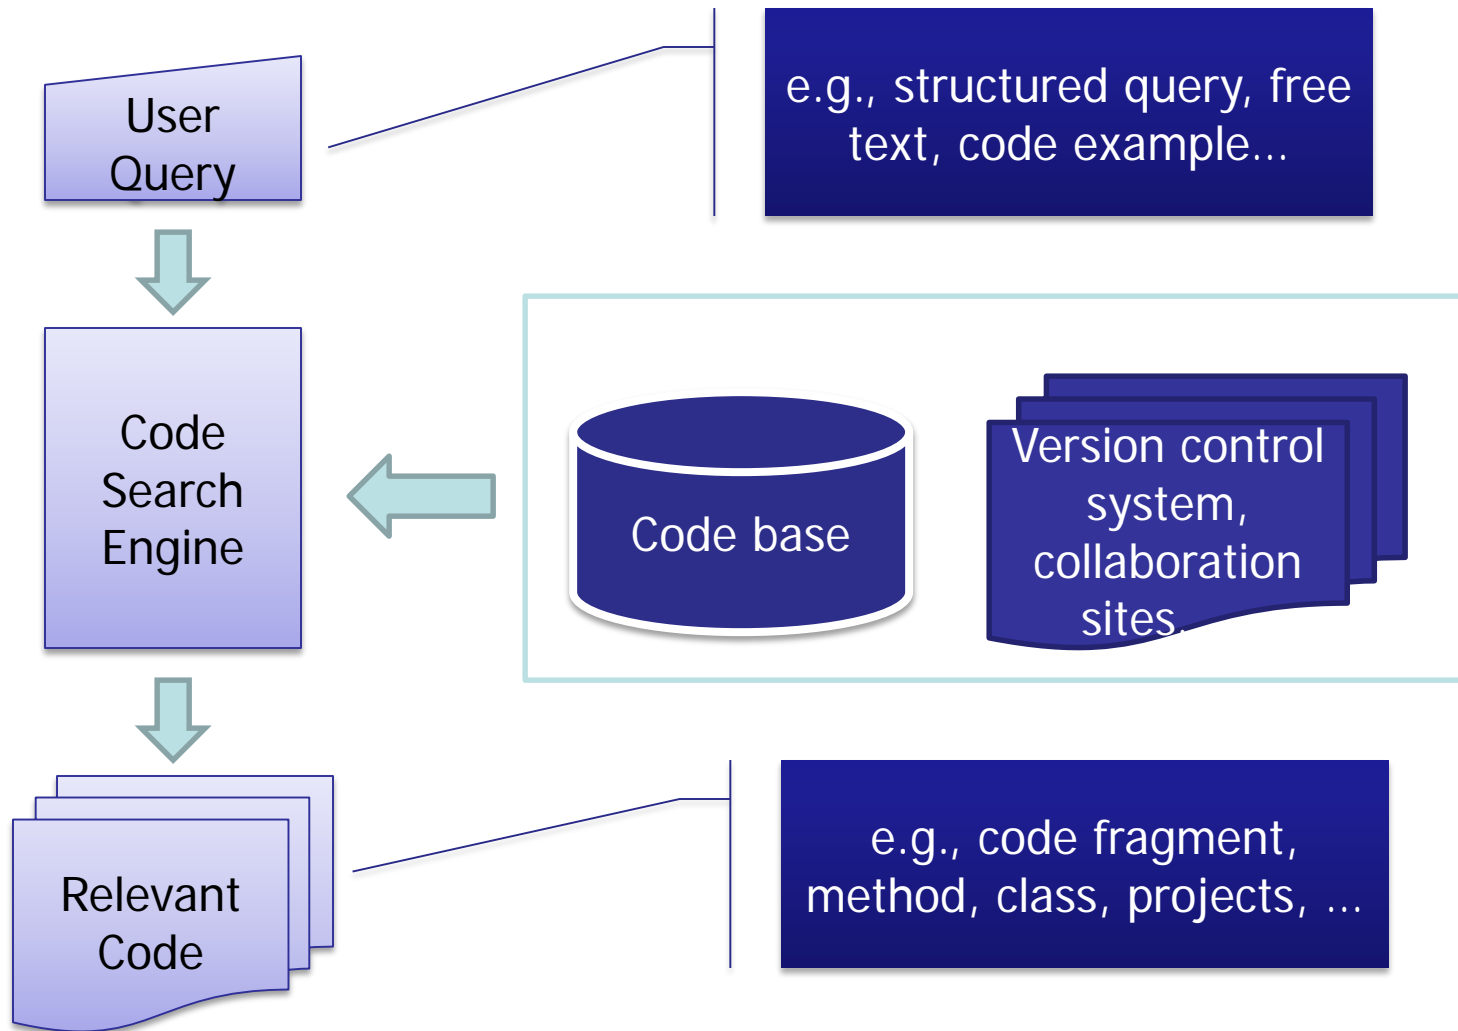 User
Query
e.g., structured query, free
text, code example...
Code
Search
Engine
Code base
Version control
system,
collaboration
sites.
Relevant
Code
e.g., code fragment,
method, class, projects, ...